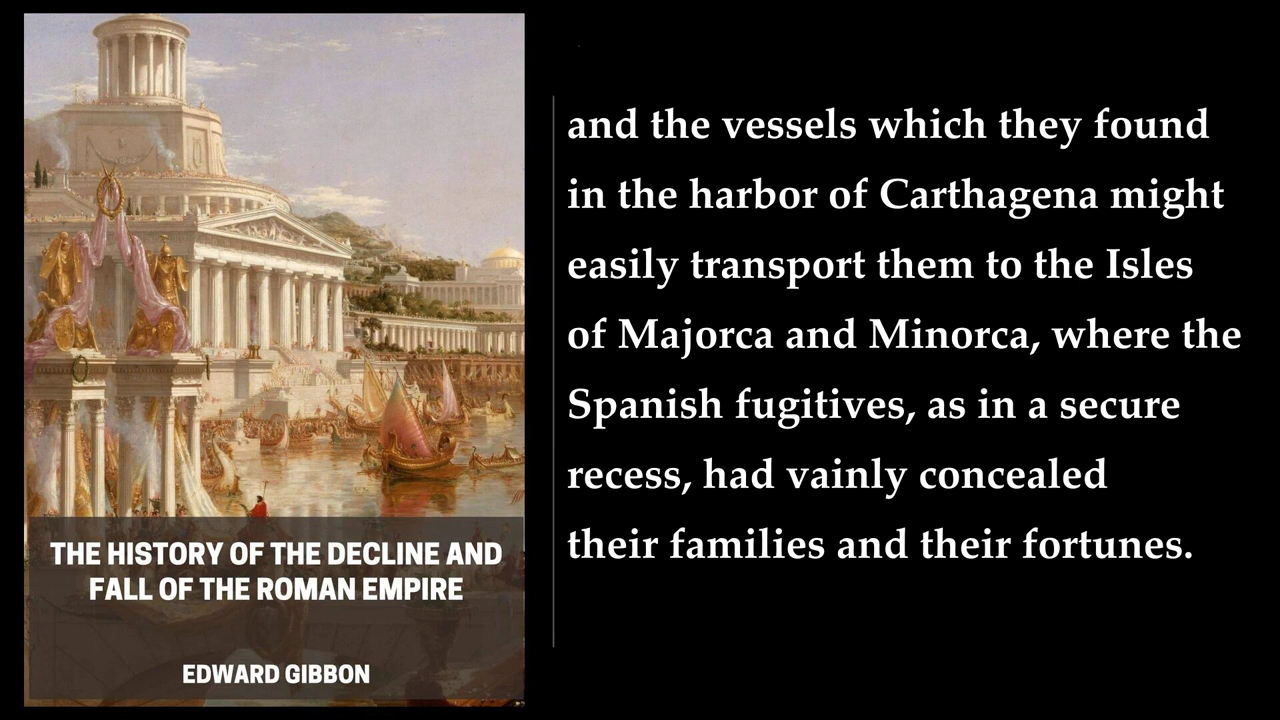 THE HISTORY OF THE DECLINE AND
FALL OF THE ROMAN EMPIRE
EDWARD GIBBON
and the vessels which they found
in the harbor of Carthagena might
easily transport them to the Isles
of Majorca and Minorca, where the
Spanish fugitives, as in a secure
recess, had vainly concealed
their families and their fortunes.